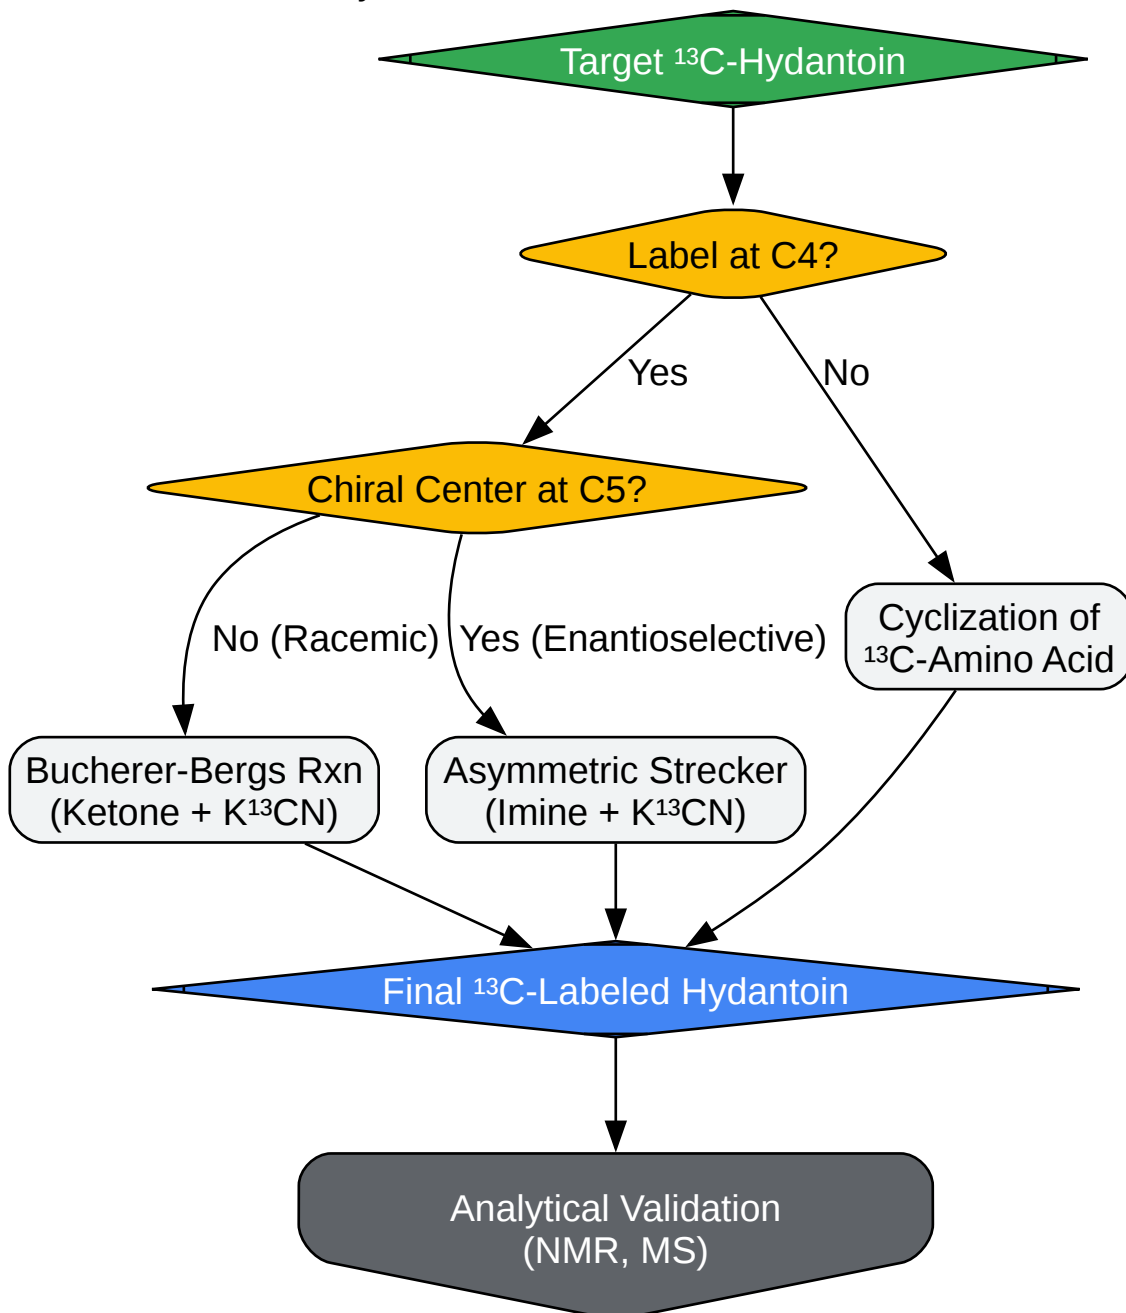 Target ¹³C-Hydantoin
Label at C4?
Yes
No
Chiral Center at C5?
No (Racemic)
Yes (Enantioselective)
Cyclization of
¹³C-Amino Acid
Bucherer-Bergs Rxn
(Ketone + K¹³CN)
Asymmetric Strecker
(Imine + K¹³CN)
Final ¹³C-Labeled Hydantoin
Analytical Validation
(NMR, MS)